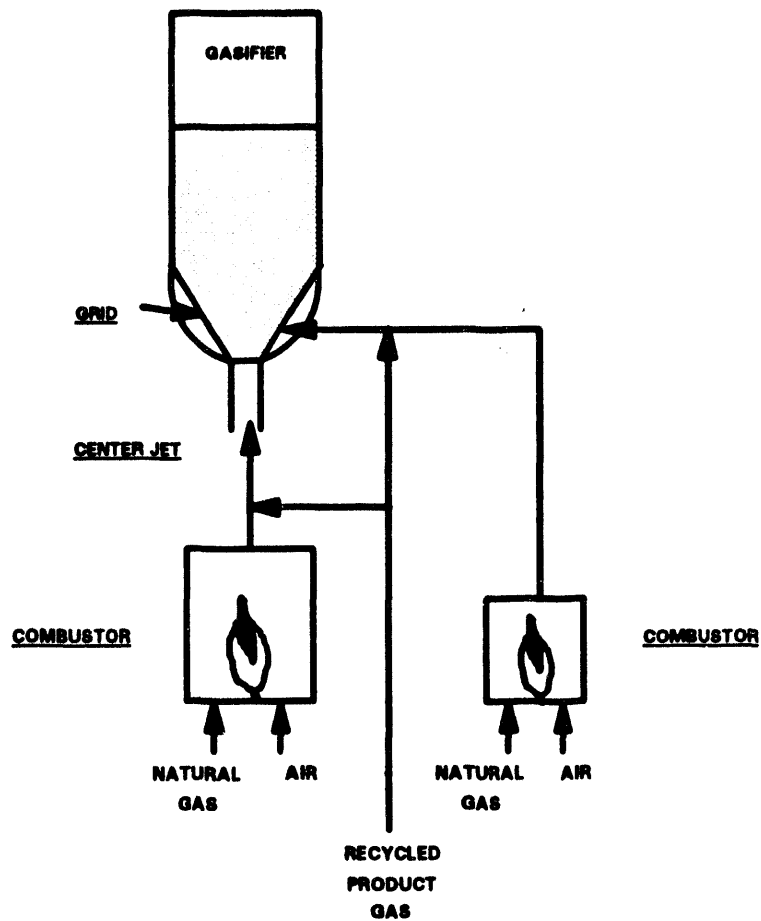 GASIFIER
GRID
CENTER JET
COMBUSTOR
COMBUSTOR
NATURAL
GAS
AIR
NATURAL
GAS
AIR
RECYCLED
PRODUCT
GAS